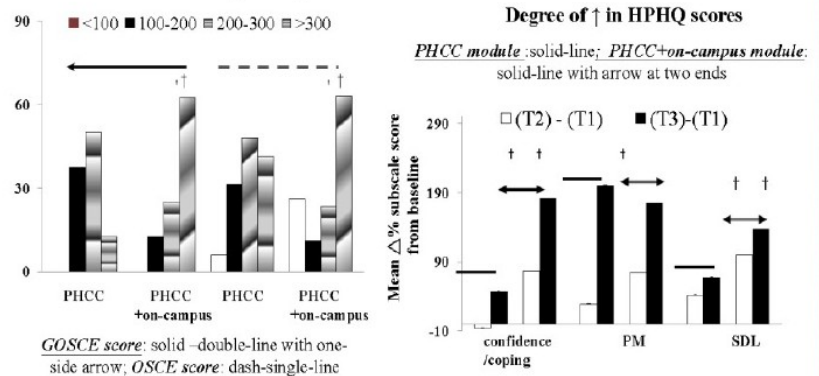 90
<100 100-200 200-300 >300
60
30
0
PHCC
PHCC
+on-campus
PHCC
PHCC
+on-campus
GOSCE score: solid –double-line with one-
side arrow; OSCE score: dash-single-line
Degree of ↑ in HPHQ scores
PHCC module :solid-line; PHCC+on-campus module:
solid-line with arrow at two ends
(T2) - (T1) (T3)-(T1)
Mean △% subscale score
from baseline
290
190
90
-10
† †
†
† †
†
†
confidence
/coping
PM
SDL